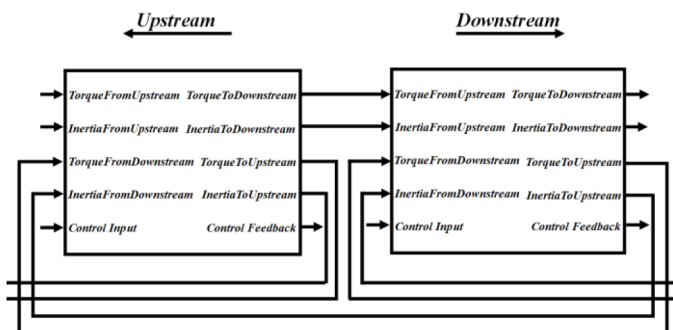 Upstream
Downstream
TorqueFromUpstream TorqueToDownstream
InertiaFromUpstream InertiaToDownstream
TorqueFromDownstream TorqueToUpstream
InertiaFromDownstream InertiaToUpstream
Control Input Control Feedback
TorqueFromUpstream TorqueToDownstream
InertiaFromUpstream InertiaToDownstream
TorqueFromDownstream TorqueToUpstream
InertiaFromDownstream InertiaToUpstream
Control Input Control Feedback